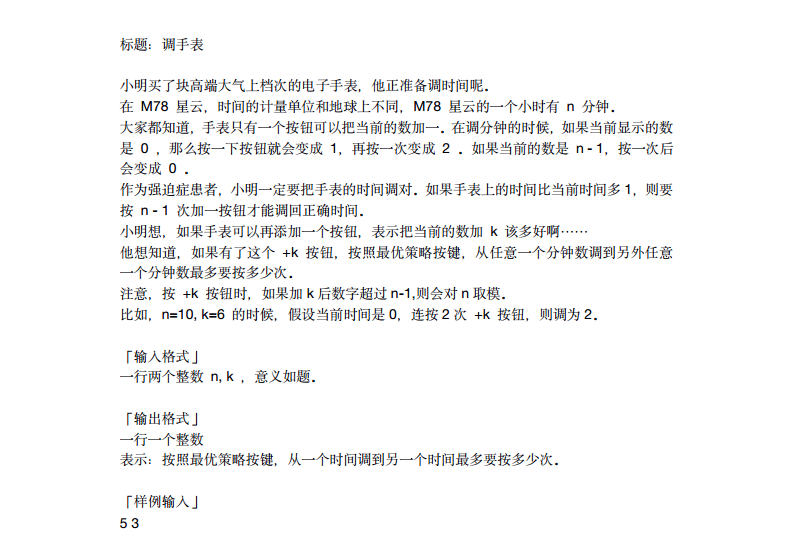 标题：调手表
小明买了块高端大气上档次的电子手表，他正准备调时间呢。
在 M78 星云，时间的计量单位和地球上不同，M78 星云的一个小时有 n 分钟。
大家都知道，手表只有一个按钮可以把当前的数加一。在调分钟的时候，如果当前显示的数
是 0 ，那么按一下按钮就会变成 1，再按一次变成 2 。如果当前的数是 n - 1，按一次后
会变成 0 。
作为强迫症患者，小明一定要把手表的时间调对。如果手表上的时间比当前时间多1，则要
按 n - 1 次加一按钮才能调回正确时间。
小明想，如果手表可以再添加一个按钮，表示把当前的数加 k 该多好啊……
他想知道，如果有了这个 +k 按钮，按照最优策略按键，从任意一个分钟数调到另外任意
一个分钟数最多要按多少次。
注意，按 +k 按钮时，如果加k后数字超过n-1,则会对n取模。
比如，n=10, k=6 的时候，假设当前时间是0，连按2次 +k 按钮，则调为2。
「输入格式」
一行两个整数 n, k ，意义如题。
「输出格式」
一行一个整数
表示：按照最优策略按键，从一个时间调到另一个时间最多要按多少次。
「样例输入」
5 3